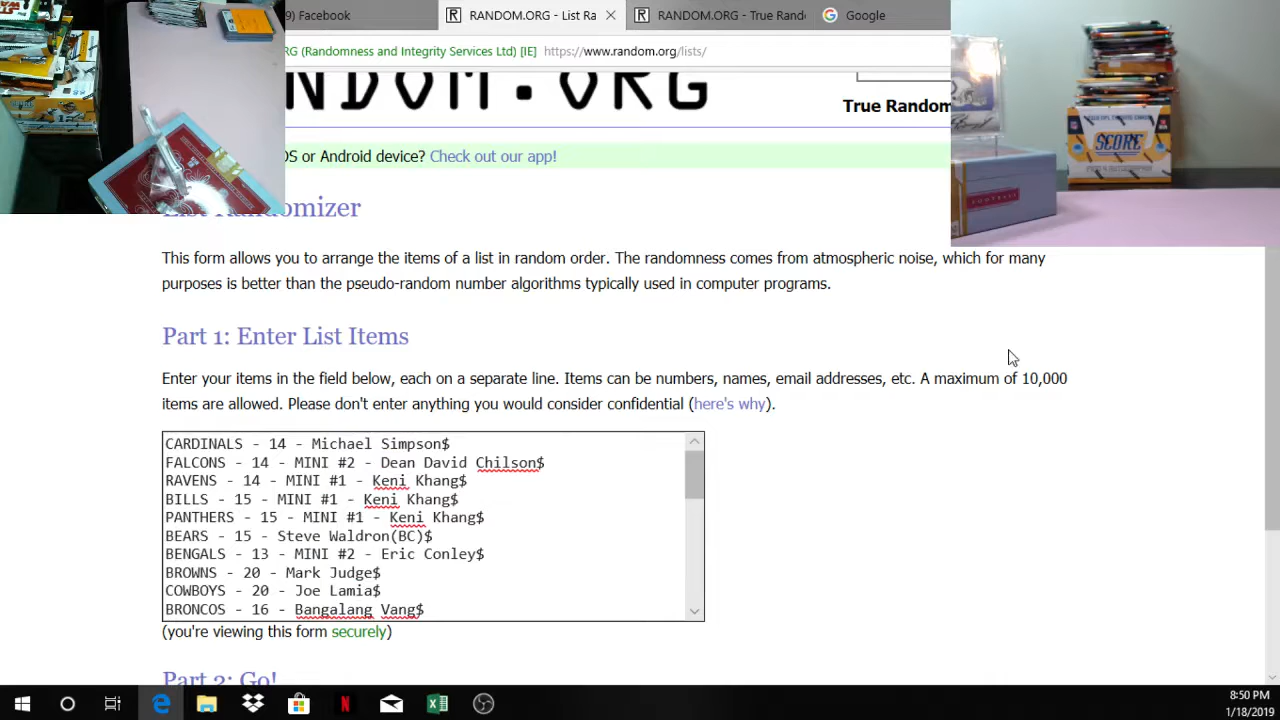 9) Facebook
RANDOM.ORG - List Ra
RANDOM.ORG - True Rand
Google
RG (Randomness and Integrity Services Ltd) [IE] https://www.random.org/lists/
NDOM.ORG
True Random
OS or Android device? Check out our app!
List Randomizer
This form allows you to arrange the items of a list in random order. The randomness comes from atmospheric noise, which for many
purposes is better than the pseudo-random number algorithms typically used in computer programs.
Part 1: Enter List Items
Enter your items in the field below, each on a separate line. Items can be numbers, names, email addresses, etc. A maximum of 10,000
items are allowed. Please don't enter anything you would consider confidential (here's why).
CARDINALS - 14 - Michael Simpson$
FALCONS - 14 - MINI #2 - Dean David Chilson$
RAVENS - 14 - MINI #1 - Keni Khang$
BILLS - 15 - MINI #1 - Keni Khang$
PANTHERS - 15 - MINI #1 - Keni Khang$
BEARS - 15 - Steve Waldron(BC)$
BENGALS - 13 - MINI #2 - Eric Conley$
BROWNS - 20 - Mark Judge$
COWBOYS - 20 - Joe Lamia$
BRONCOS - 16 - Bangalang Vang$
(you're viewing this form securely)
Part 2: Go!
SCORE
8:50 PM
1/18/2019